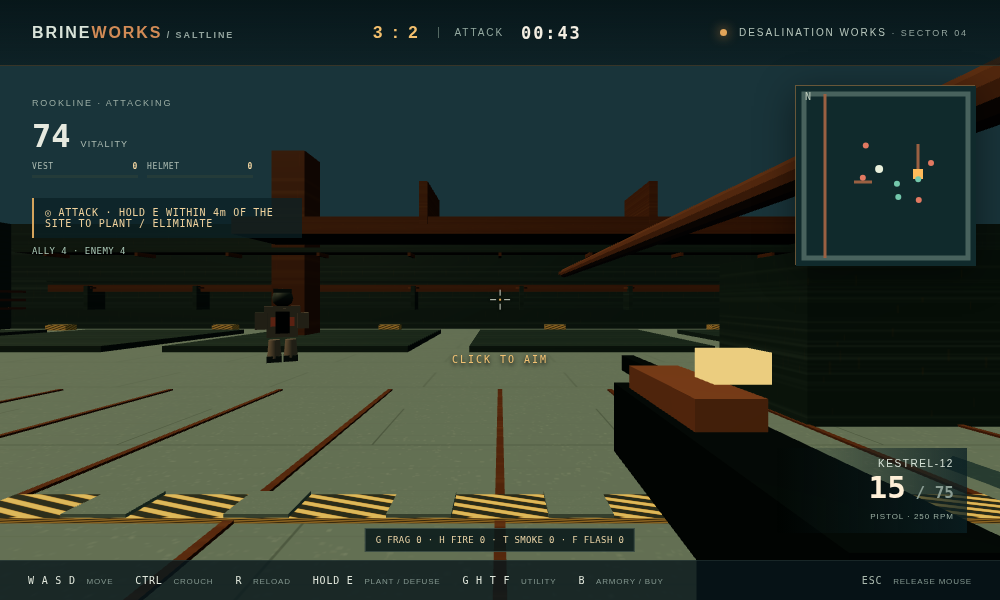 BRINEWORKS / SALTLINE
3 : 2 | ATTACK 00:43
DESALINATION WORKS · SECTOR 04
ROOKLINE · ATTACKING
74 VITALITY
VEST 0 HELMET 0
◎ ATTACK · HOLD E WITHIN 4m OF THE
SITE TO PLANT / ELIMINATE
ALLY 4 · ENEMY 4
N
CLICK TO AIM
KESTREL-12
15 / 75
PISTOL · 250 RPM
G FRAG 0 · H FIRE 0 · T SMOKE 0 · F FLASH 0
W A S D MOVE CTRL CROUCH R RELOAD HOLD E PLANT / DEFUSE G H T F UTILITY B ARMORY / BUY ESC RELEASE MOUSE